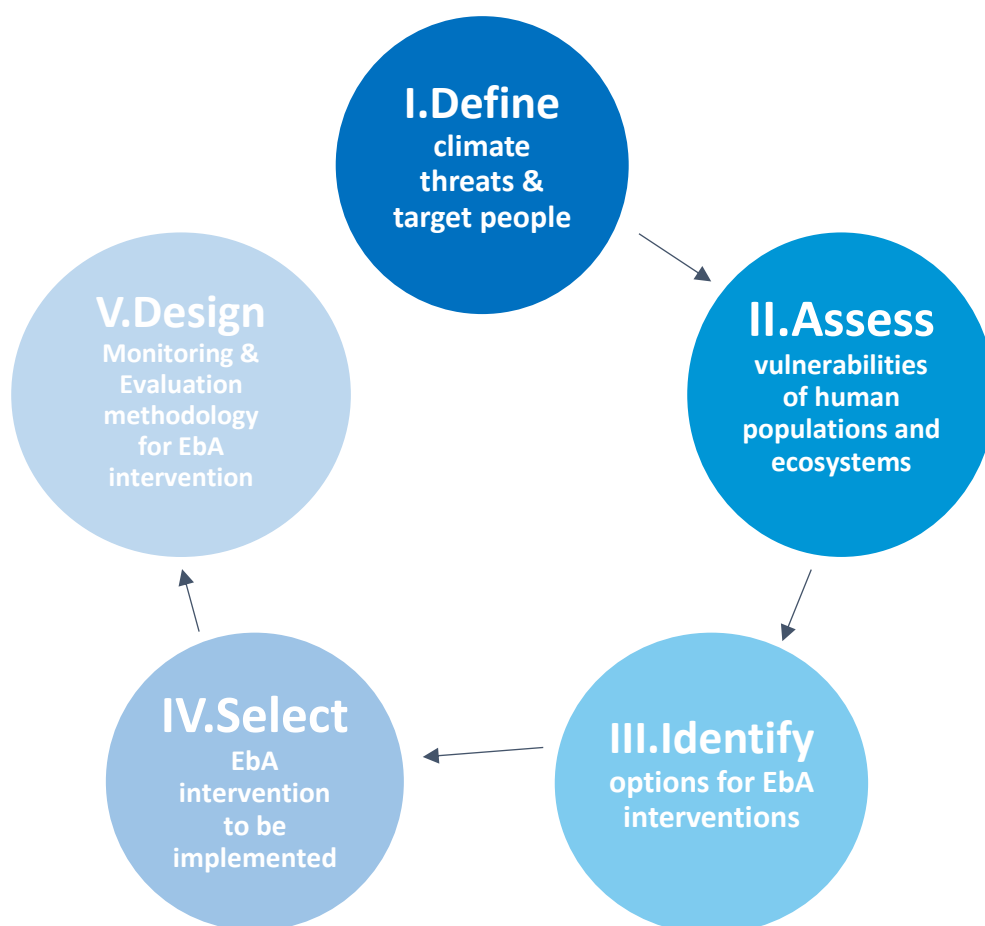 I.Define
climate
threats &
target people
II.Assess
vulnerabilities
of human
populations and
ecosystems
III.Identify
options for EbA
interventions
IV.Select
EbA
intervention
to be
implemented
V.Design
Monitoring &
Evaluation
methodology
for EbA
intervention